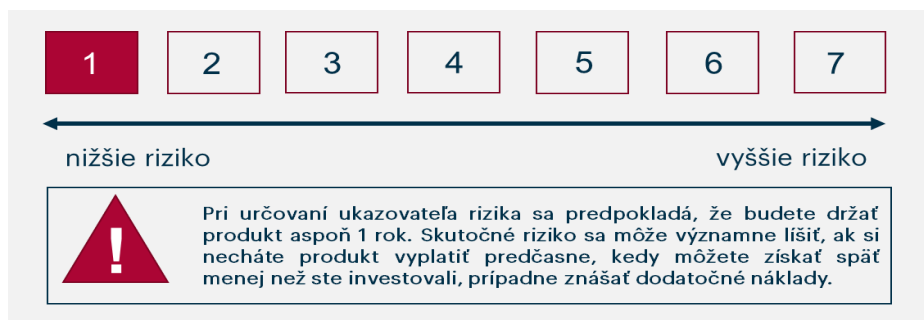 1 2 3 4 5 6 7
nižšie riziko vyššie riziko
Pri určovaní ukazovateľa rizika sa predpokladá, že budete držať
produkt aspoň 1 rok. Skutočné riziko sa môže významne líšiť, ak si
necháte produkt vyplatiť predčasne, kedy môžete získať späť
menej než ste investovali, prípadne znášať dodatočné náklady.
!